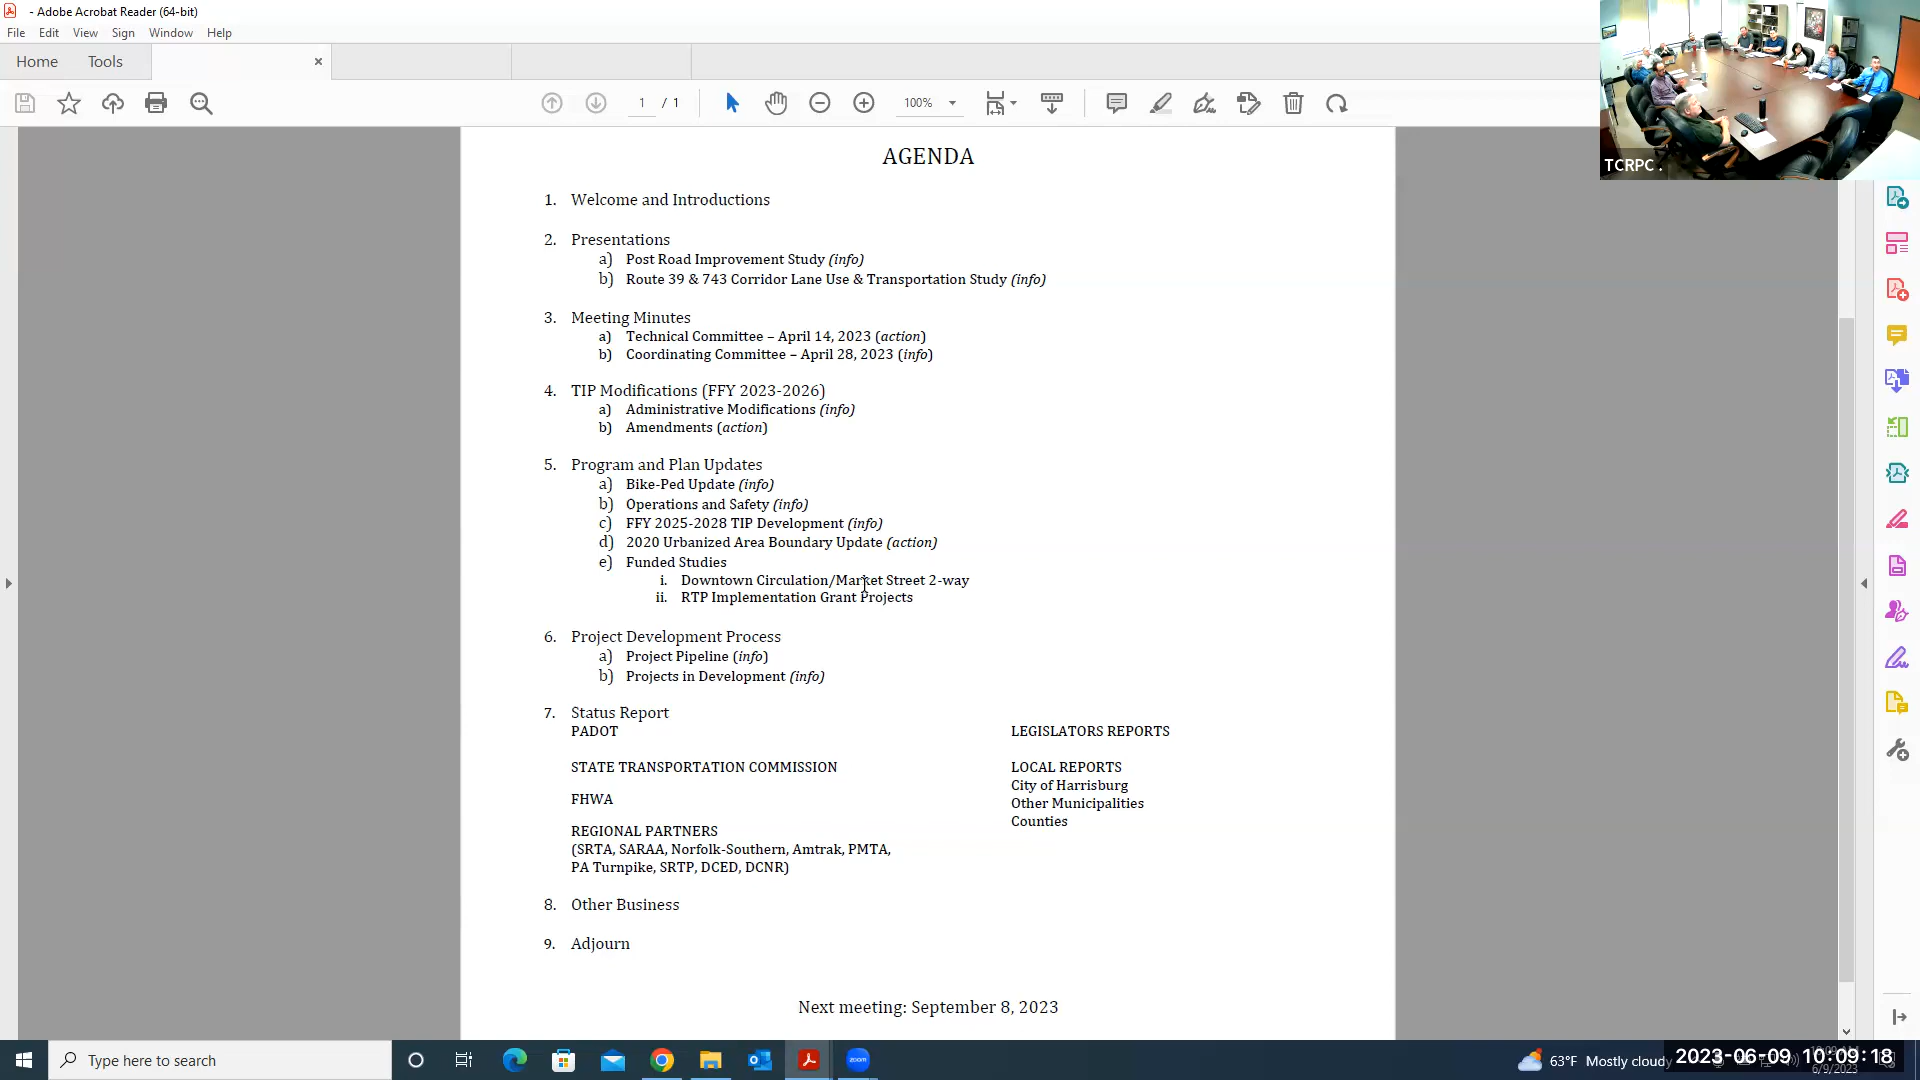 - Adobe Acrobat Reader (64-bit)
File Edit View Sign Window Help
Home Tools
1 / 1 100%
TCRPC .
AGENDA
1. Welcome and Introductions
2. Presentations
a) Post Road Improvement Study (info)
b) Route 39 & 743 Corridor Lane Use & Transportation Study (info)
3. Meeting Minutes
a) Technical Committee – April 14, 2023 (action)
b) Coordinating Committee – April 28, 2023 (info)
4. TIP Modifications (FFY 2023-2026)
a) Administrative Modifications (info)
b) Amendments (action)
5. Program and Plan Updates
a) Bike-Ped Update (info)
b) Operations and Safety (info)
c) FFY 2025-2028 TIP Development (info)
d) 2020 Urbanized Area Boundary Update (action)
e) Funded Studies
i. Downtown Circulation/Market Street 2-way
ii. RTP Implementation Grant Projects
6. Project Development Process
a) Project Pipeline (info)
b) Projects in Development (info)
7. Status Report
PADOT
STATE TRANSPORTATION COMMISSION
FHWA
REGIONAL PARTNERS
(SRTA, SARAA, Norfolk-Southern, Amtrak, PMTA,
PA Turnpike, SRTP, DCED, DCNR)
LEGISLATORS REPORTS
LOCAL REPORTS
City of Harrisburg
Other Municipalities
Counties
8. Other Business
9. Adjourn
Next meeting: September 8, 2023
Type here to search
zoom
63°F Mostly cloudy
2023-06-09 10:09:18
6/9/2023